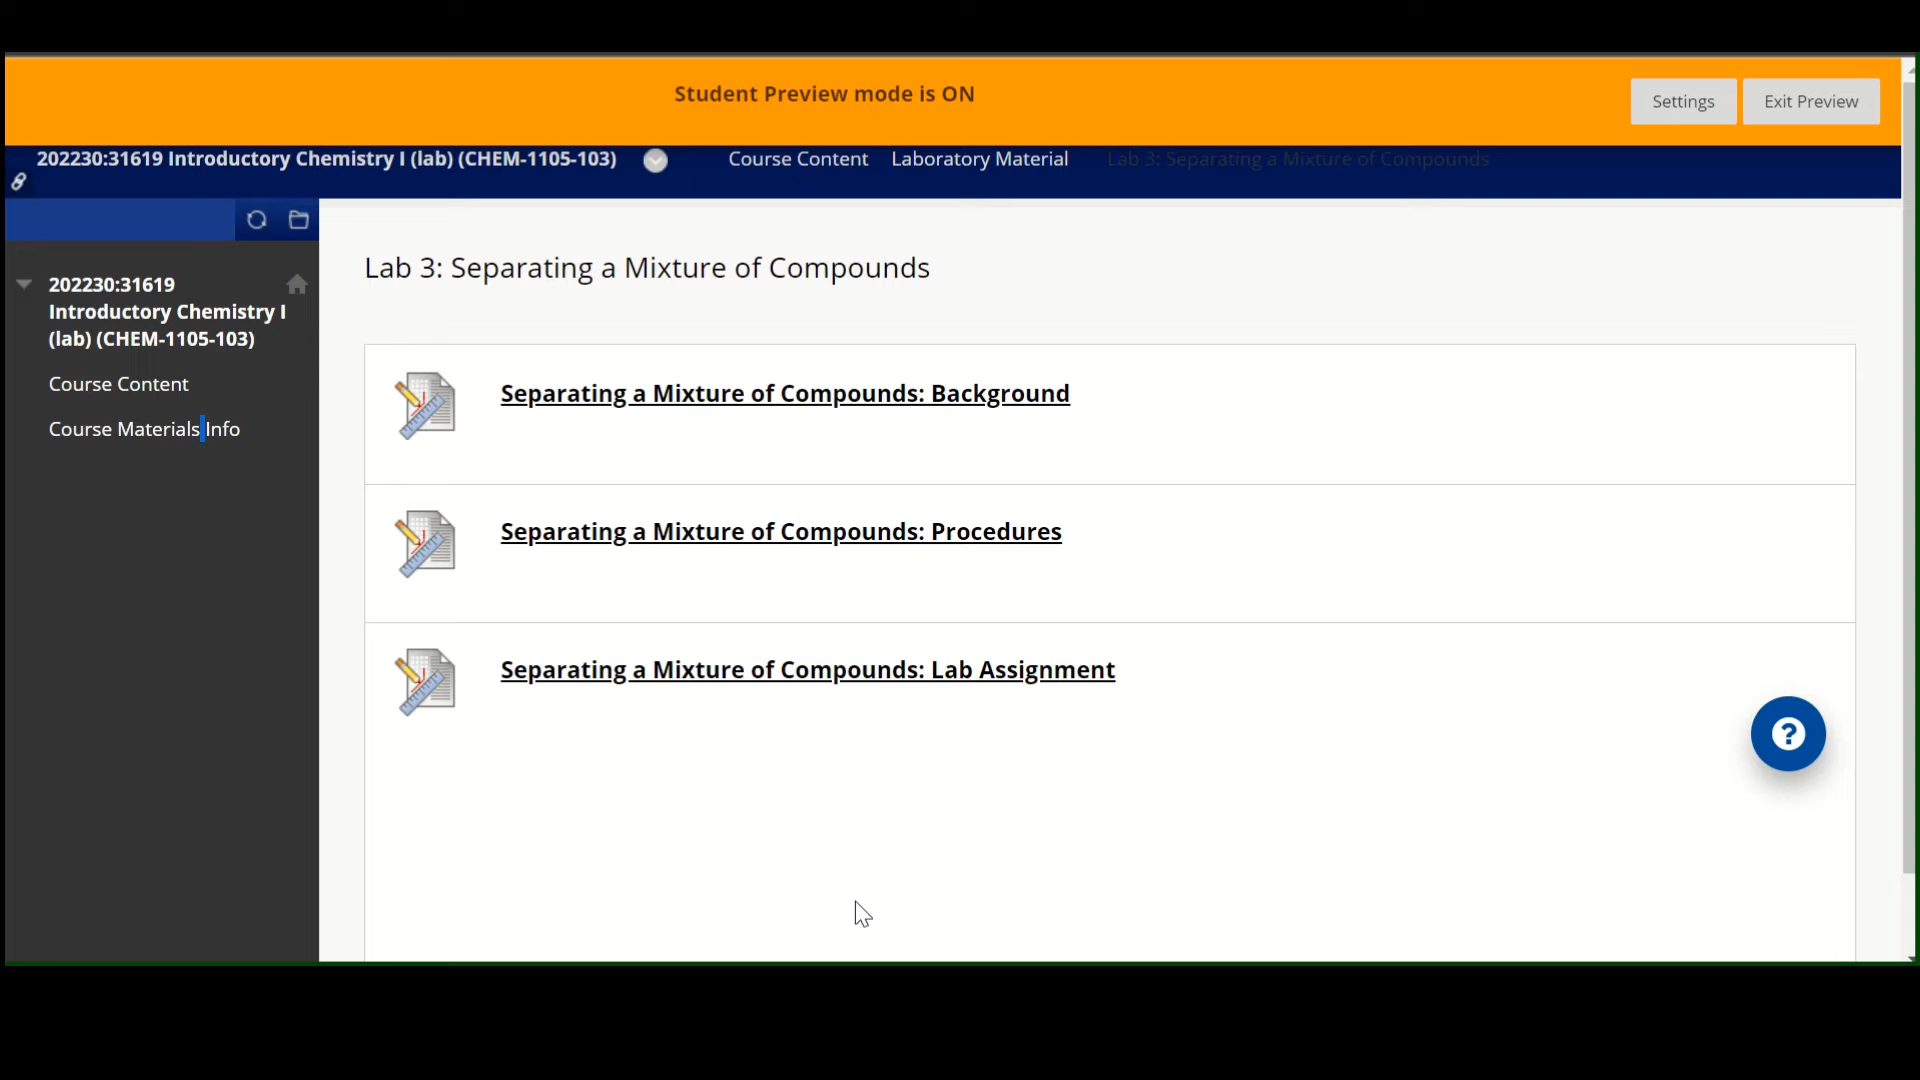 Student Preview mode is ON
Settings
Exit Preview
202230:31619 Introductory Chemistry I (lab) (CHEM-1105-103)
Course Content
Laboratory Material
Lab 3: Separating a Mixture of Compounds
202230:31619
Introductory Chemistry I
(lab) (CHEM-1105-103)
Course Content
Course Materials Info
Lab 3: Separating a Mixture of Compounds
Separating a Mixture of Compounds: Background
Separating a Mixture of Compounds: Procedures
Separating a Mixture of Compounds: Lab Assignment
?